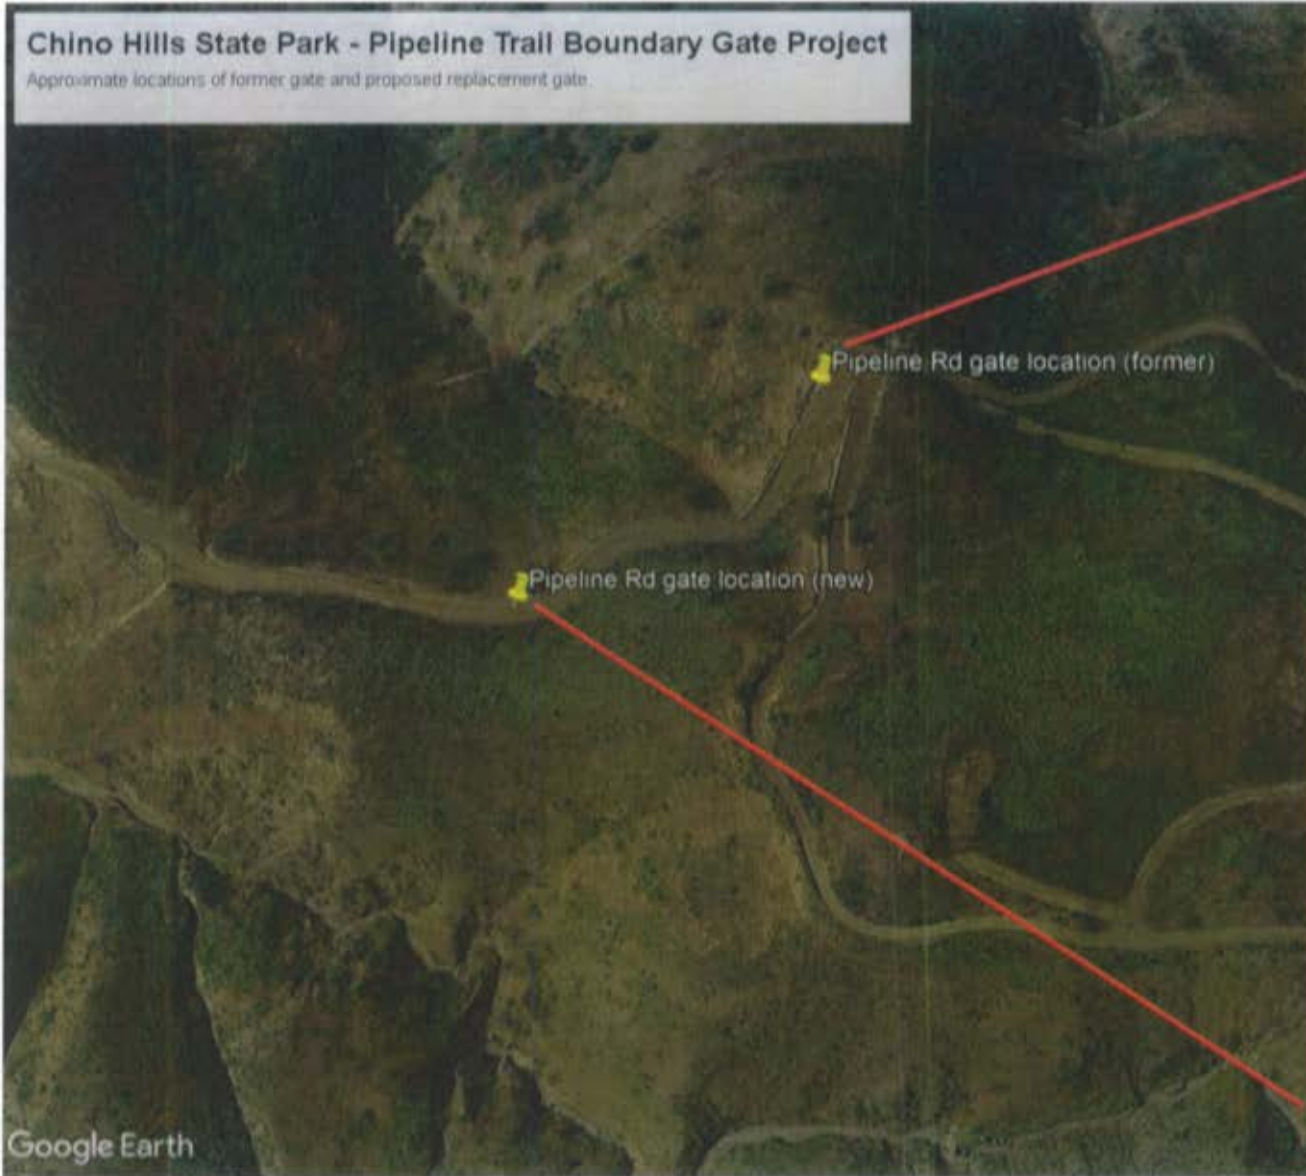 Chino Hills State Park - Pipeline Trail Boundary Gate Project
Approximate locations of former gate and proposed replacement gate.
Pipeline Rd gate location (former)
Pipeline Rd gate location (new)
Google Earth